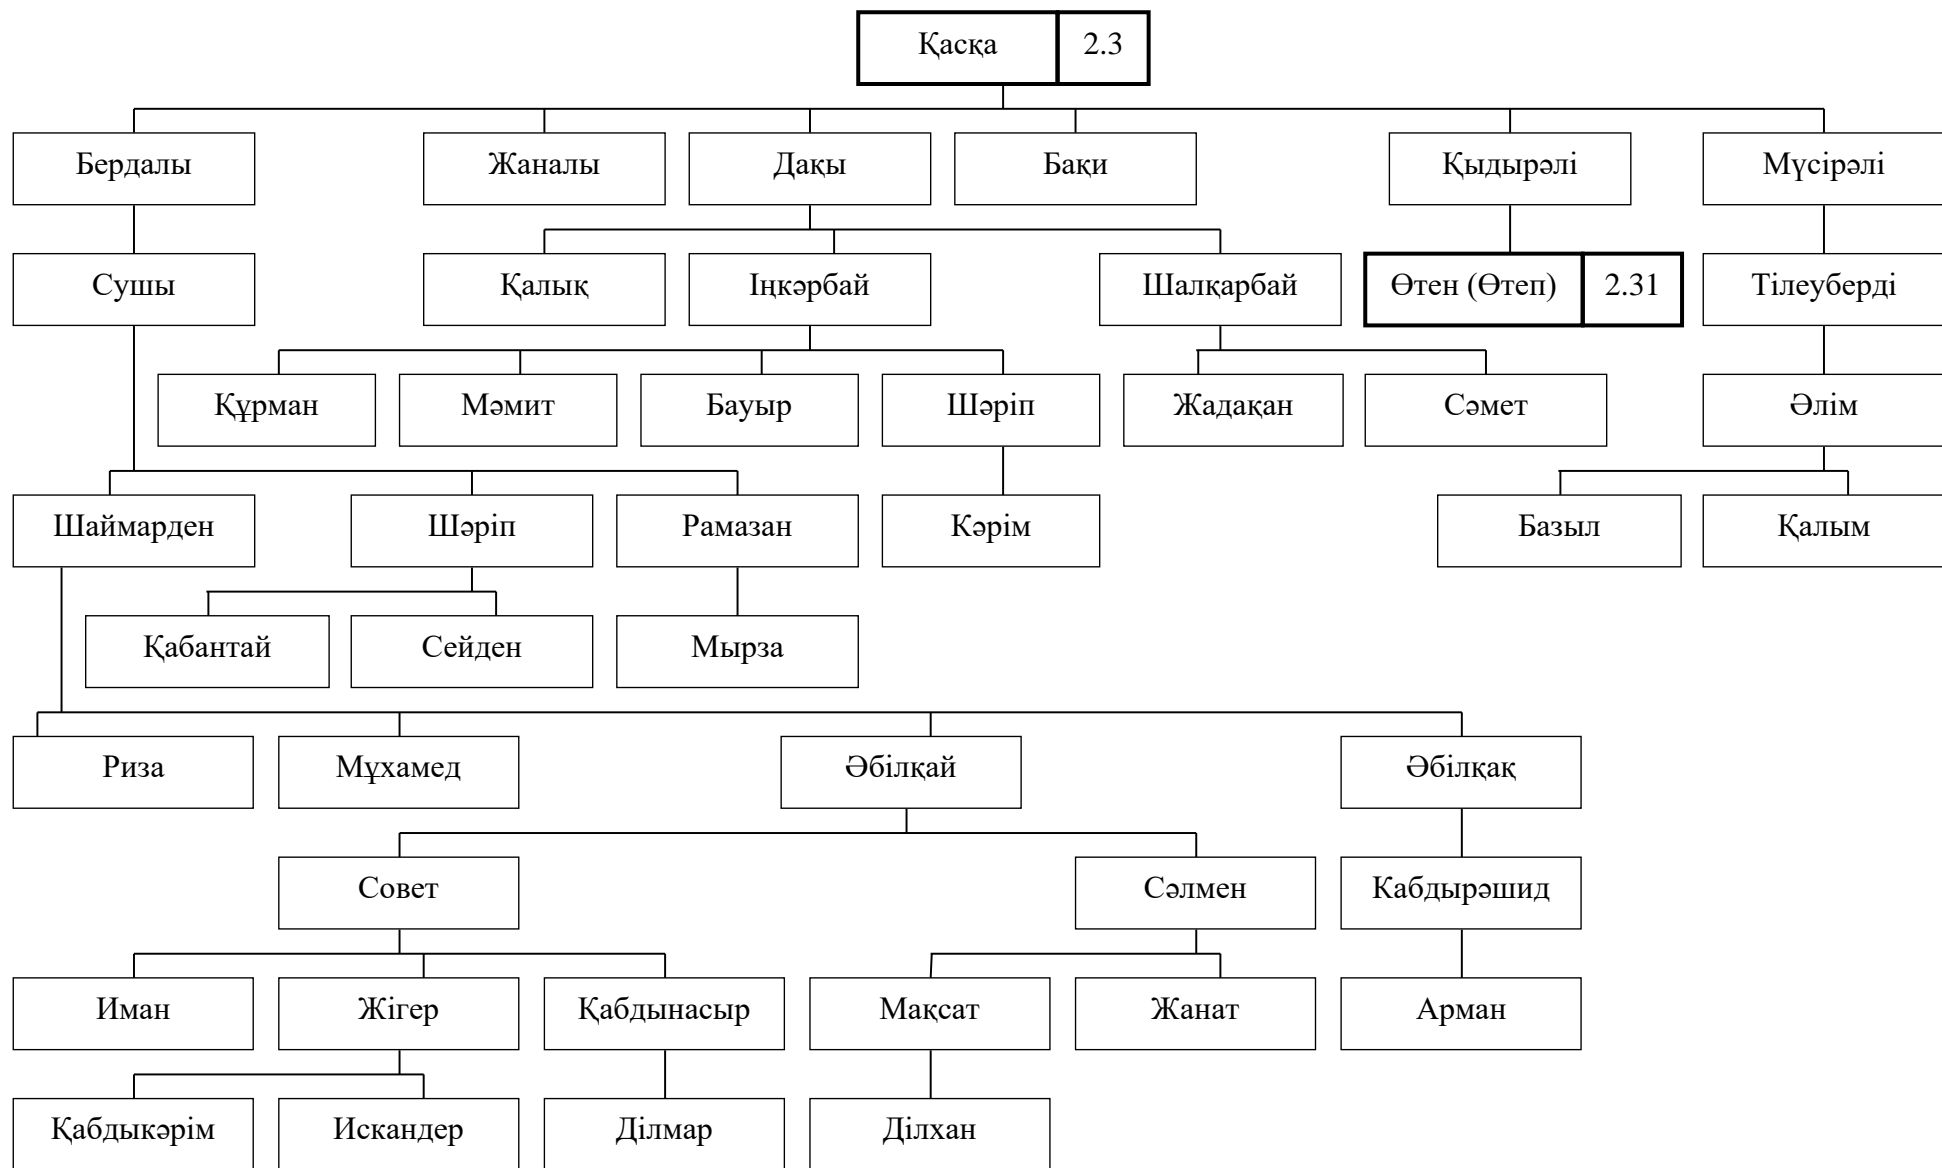 Қасқа 2.3
Бердалы Жаналы Дақы Бақи Қыдырәлі Мүсірәлі
Сушы Қалық Іңкәрбай Шалқарбай Өтен (Өтеп) 2.31 Тілеуберді
Құрман Мәмит Бауыр Шәріп Жадақан Сәмет Әлім
Шаймарден Шәріп Рамазан Кәрім Базыл Қалым
Қабантай Сейден Мырза
Риза Мұхамед Әбілқай Әбілқақ
Совет Сәлмен Кабдырәшид
Иман Жігер Қабдынасыр Мақсат Жанат Арман
Қабдыкәрім Искандер Ділмар Ділхан